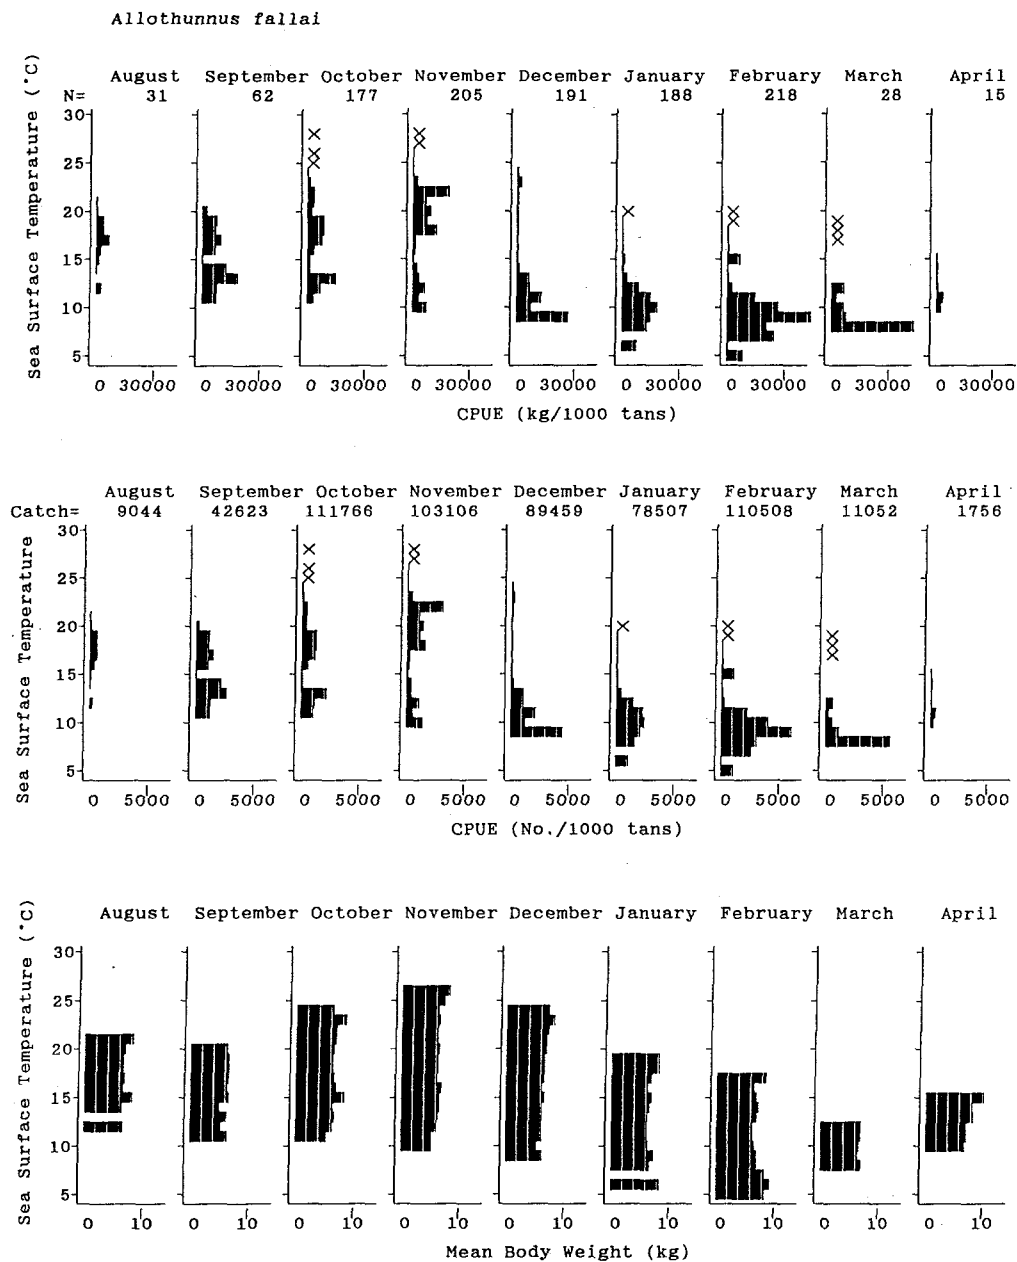 Allothunnus fallai
Sea Surface Temperature (°C)
August September October November December January February March April
N= 31 62 177 205 191 188 218 28 15
30
25
20
15
10
5
0 30000 0 30000 0 30000 0 30000 0 30000 0 30000 0 30000 0 30000 0 30000
CPUE (kg/1000 tans)
Sea Surface Temperature
August September October November December January February March April
Catch= 9044 42623 111766 103106 89459 78507 110508 11052 1756
30
25
20
15
10
5
0 5000 0 5000 0 5000 0 5000 0 5000 0 5000 0 5000 0 5000 0 5000
CPUE (No./1000 tans)
Sea Surface Temperature (°C)
August September October November December January February March April
30
25
20
15
10
5
0 10 0 10 0 10 0 10 0 10 0 10 0 10 0 10 0 10
Mean Body Weight (kg)